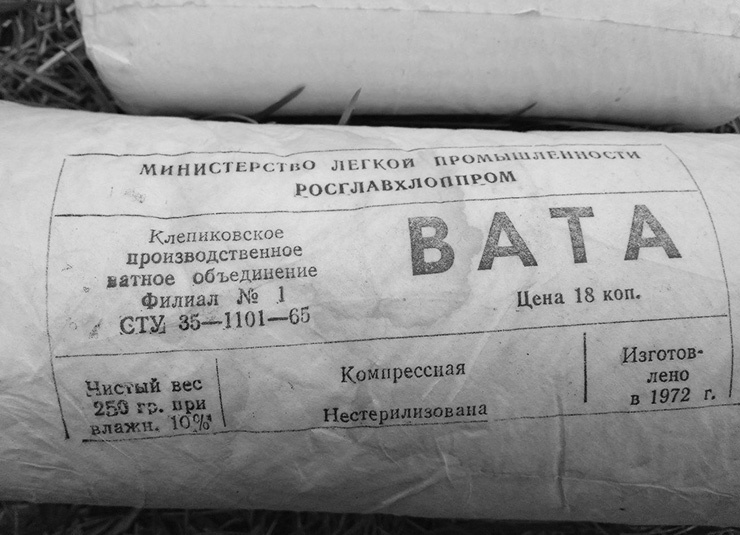 МИНИСТЕРСТВО ЛЕГКОЙ ПРОМЫШЛЕННОСТИ
РОСГЛАВХЛОППРОМ
Клепиковское
производственное
ватное объединение
Филиал № 1
СТУ 35—1101—65
ВАТА
Цена 18 коп.
Чистый вес
250 гр. при
влажн. 10%
Компрессная
Нестерилизована
Изготов-
лено
в 1972 г.